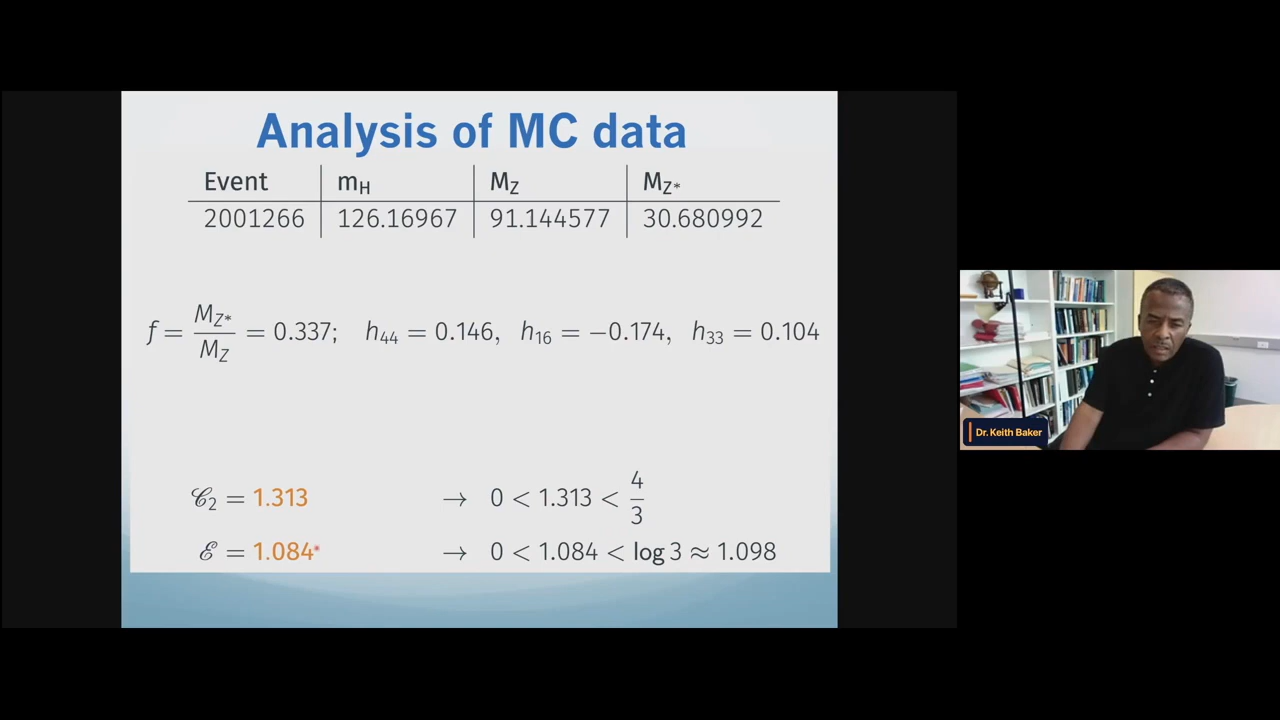 Analysis of MC data
Event m_H M_Z M_Z*
2001266 126.16967 91.144577 30.680992
f = M_Z* / M_Z = 0.337; h_44 = 0.146, h_16 = −0.174, h_33 = 0.104
𝒞_2 = 1.313 → 0 < 1.313 < 4/3
ℰ = 1.084 → 0 < 1.084 < log 3 ≈ 1.098
Dr. Keith Baker